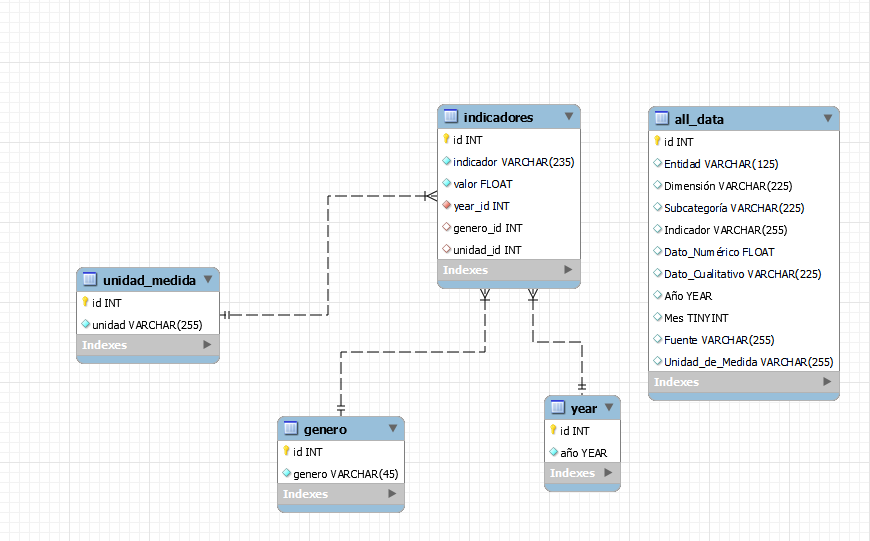 indicadores
id INT
indicador VARCHAR(235)
valor FLOAT
year_id INT
genero_id INT
unidad_id INT
Indexes
all_data
id INT
Entidad VARCHAR(125)
Dimensión VARCHAR(225)
Subcategoría VARCHAR(225)
Indicador VARCHAR(255)
Dato_Numérico FLOAT
Dato_Cualitativo VARCHAR(225)
Año YEAR
Mes TINYINT
Fuente VARCHAR(255)
Unidad_de_Medida VARCHAR(255)
Indexes
unidad_medida
id INT
unidad VARCHAR(255)
Indexes
genero
id INT
genero VARCHAR(45)
Indexes
year
id INT
año YEAR
Indexes